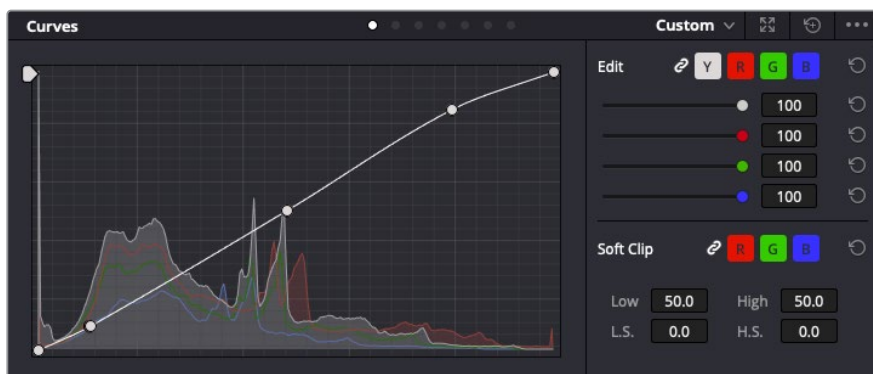 Curves Custom
Edit Y R G B
100
100
100
100
Soft Clip R G B
Low 50.0 High 50.0
L.S. 0.0 H.S. 0.0